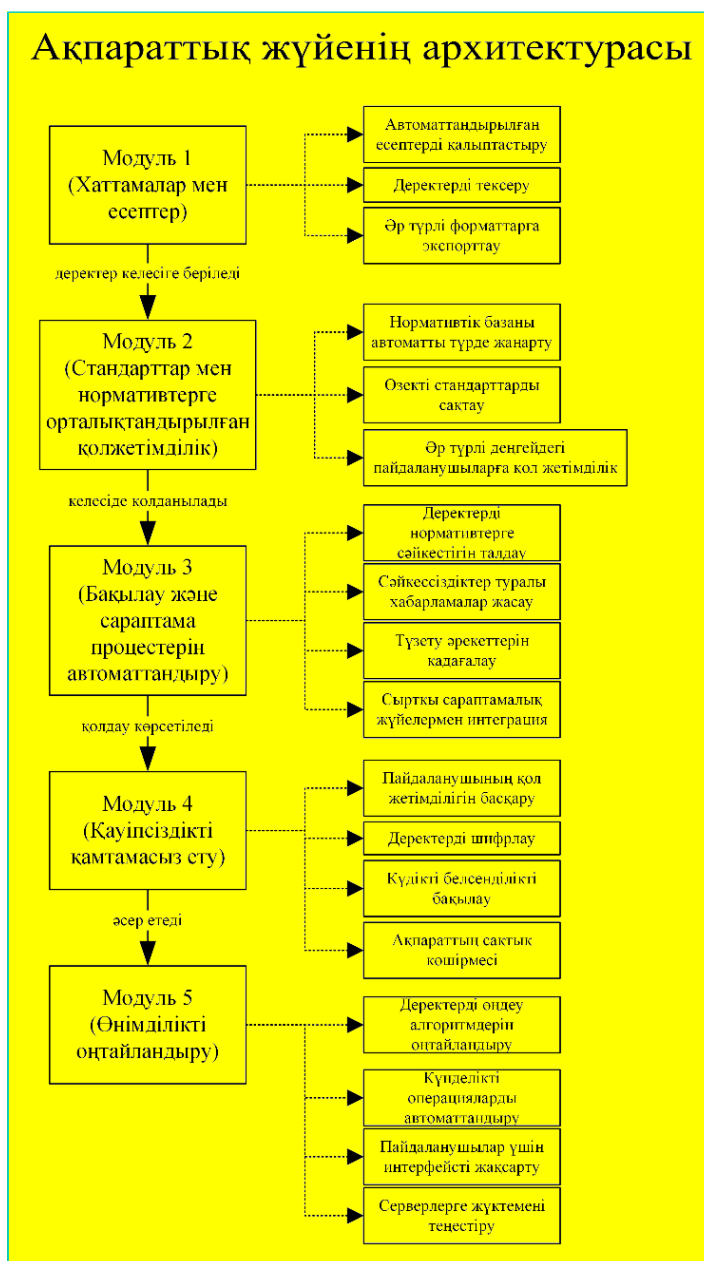 Ақпараттық жүйенің архитектурасы
Модуль 1
(Хаттамалар мен
есептер)
Автоматтандырылған
есептерді қалыптастыру
Деректерді тексеру
Әр түрлі форматтарға
экспорттау
деректер келесіге беріледі
Модуль 2
(Стандарттар мен
нормативтерге
орталықтандырылған
қолжетімділік)
Нормативтік базаны
автоматты түрде жаңарту
Өзекті стандарттарды
сақтау
Әр түрлі деңгейдегі
пайдаланушыларға қол жетімділік
келесіде қолданылады
Модуль 3
(Бақылау және
сараптама
процестерін
автоматтандыру)
Деректерді
нормативтерге
сәйкестігін талдау
Сәйкессіздіктер туралы
хабарламалар жасау
Түзету әрекеттерін
қадағалау
Сыртқы сараптамалық
жүйелермен интеграция
қолдау көрсетіледі
Модуль 4
(Қауіпсіздікті
қамтамасыз ету)
Пайдаланушының қол
жетімділігін басқару
Деректерді шифрлау
Күдікті белсенділікті
бақылау
Ақпараттың сақтық
көшірмесі
әсер етеді
Модуль 5
(Өнімділікті
оңтайландыру)
Деректерді өңдеу
алгоритмдерін
оңтайландыру
Күнделікті
операцияларды
автоматтандыру
Пайдаланушылар үшін
интерфейсті жақсарту
Серверлерге жүктемені
теңестіру